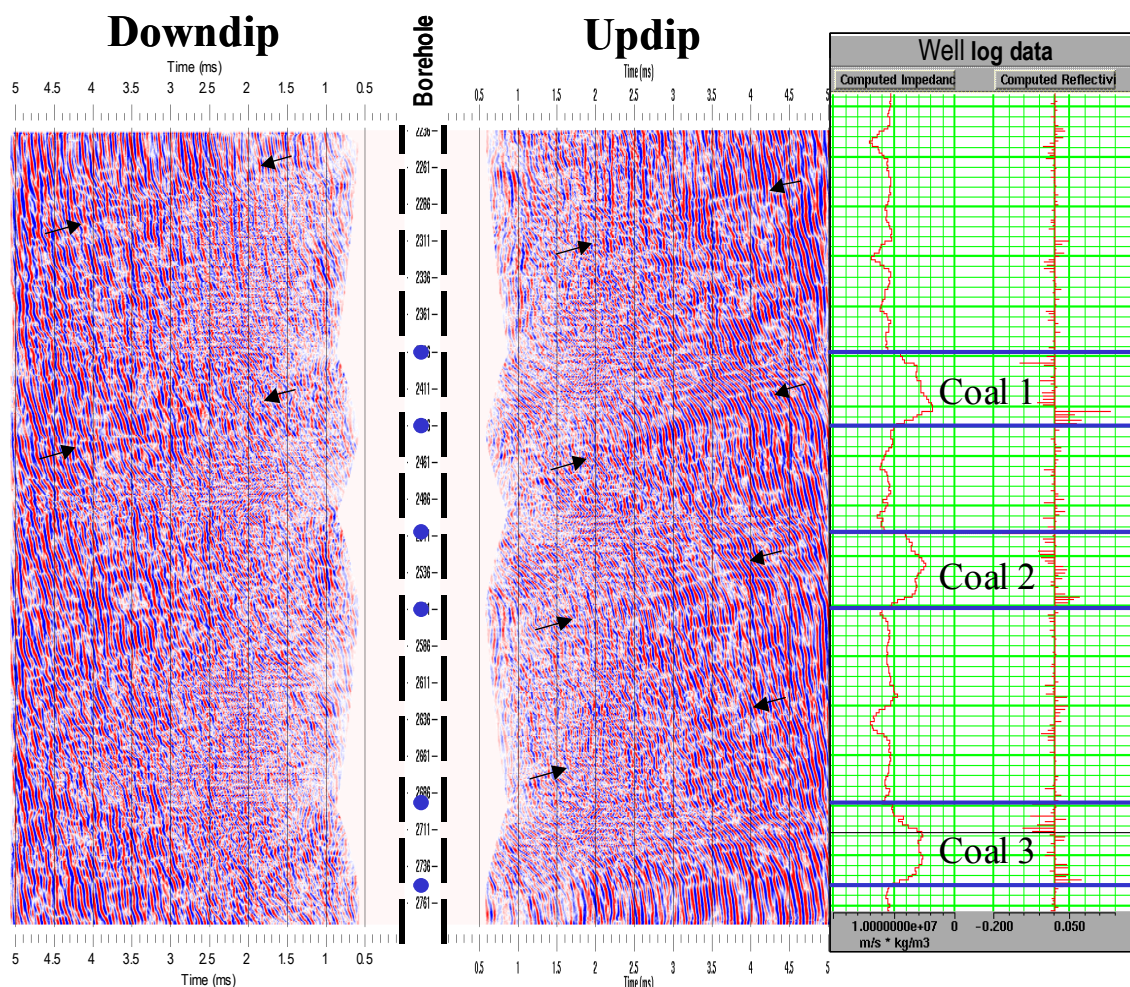 Downdip
Time (ms)
5 4.5 4 3.5 3 2.5 2 1.5 1 0.5
Borehole
Updip
Time (ms)
0.5 1 1.5 2 2.5 3 3.5 4 4.5 5
Well log data
Computed Impedanc Computed Reflectivi
2236
2261
2286
2311
2336
2361
2411
2461
2486
2536
2586
2611
2636
2661
2686
2711
2736
2761
Coal 1
Coal 2
Coal 3
1.0000000e+07 0 -0.200 0.050
m/s * kg/m3
5 4.5 4 3.5 3 2.5 2 1.5 1 0.5
Time (ms)
0.5 1 1.5 2 2.5 3 3.5 4 4.5 5
Time (ms)